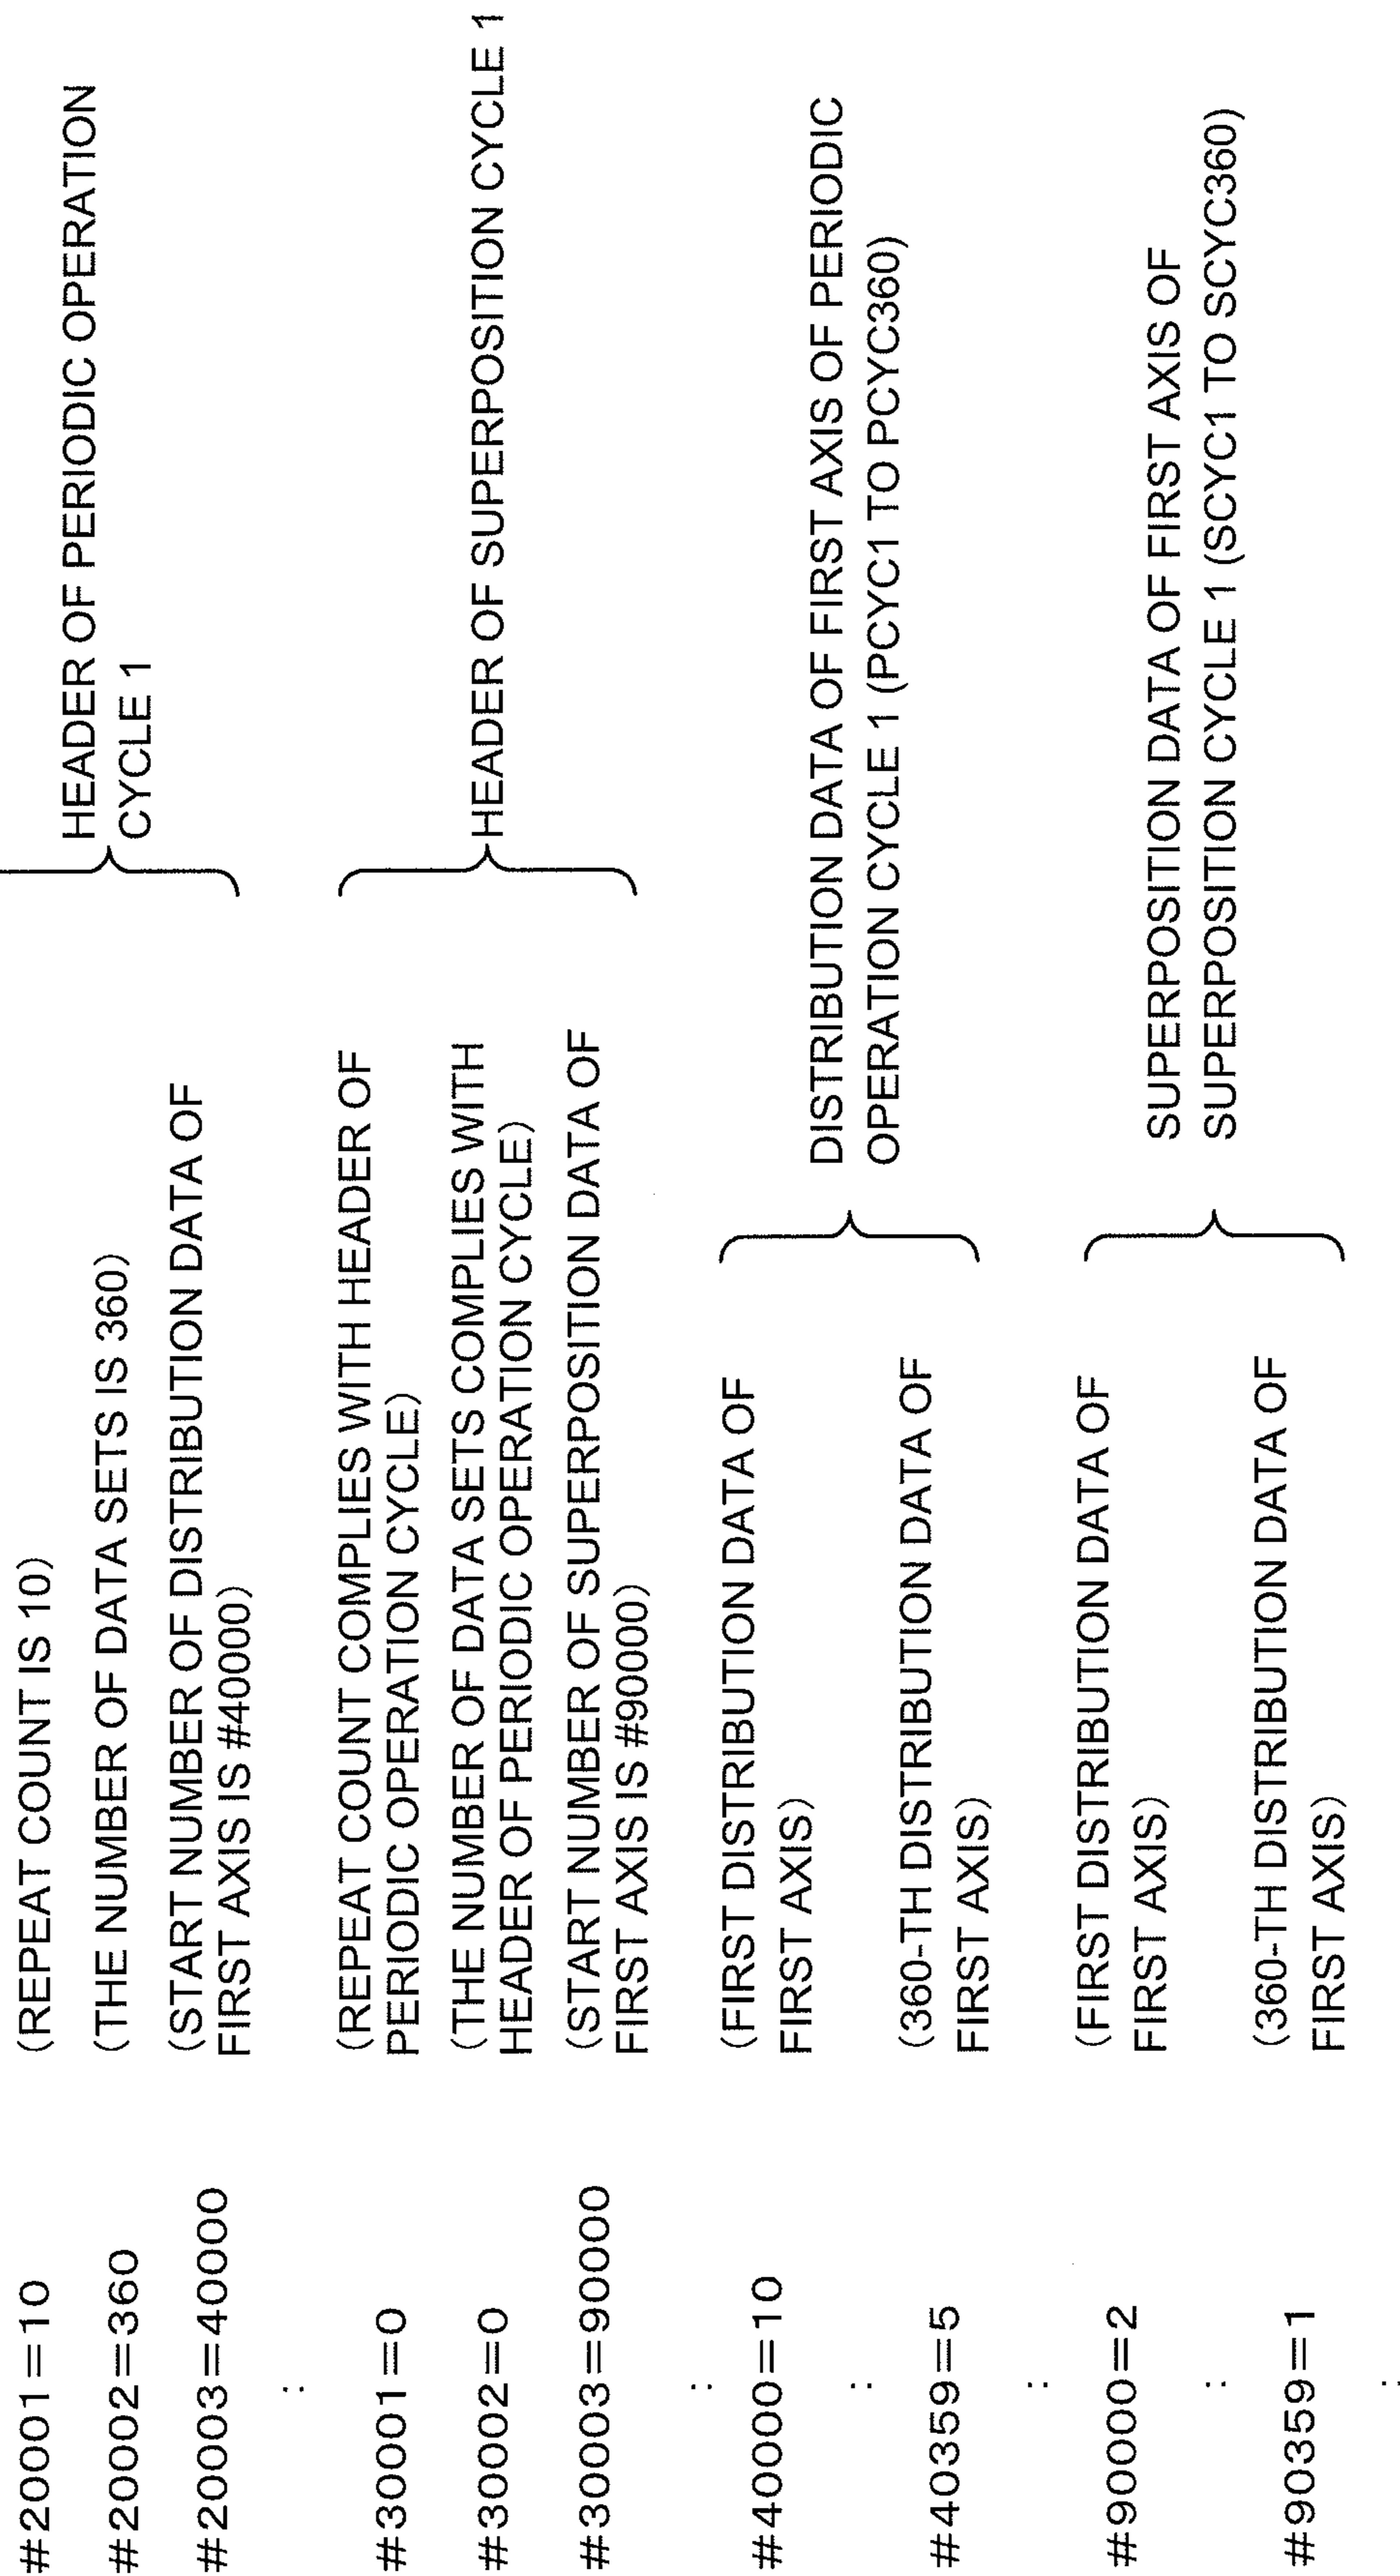 #20001=10
(REPEAT COUNT IS 10)
#20002=360
(THE NUMBER OF DATA SETS IS 360)
#20003=40000
(START NUMBER OF DISTRIBUTION DATA OF
FIRST AXIS IS #40000)
HEADER OF PERIODIC OPERATION
CYCLE 1
:
#30001=0
(REPEAT COUNT COMPLIES WITH HEADER OF
PERIODIC OPERATION CYCLE)
#30002=0
(THE NUMBER OF DATA SETS COMPLIES WITH
HEADER OF PERIODIC OPERATION CYCLE)
#30003=90000
(START NUMBER OF SUPERPOSITION DATA OF
FIRST AXIS IS #90000)
HEADER OF SUPERPOSITION CYCLE 1
:
#40000=10
(FIRST DISTRIBUTION DATA OF
FIRST AXIS)
:
#40359=5
(360-TH DISTRIBUTION DATA OF
FIRST AXIS)
DISTRIBUTION DATA OF FIRST AXIS OF PERIODIC
OPERATION CYCLE 1 (PCYC1 TO PCYC360)
:
#90000=2
(FIRST DISTRIBUTION DATA OF
FIRST AXIS)
:
#90359=1
(360-TH DISTRIBUTION DATA OF
FIRST AXIS)
SUPERPOSITION DATA OF FIRST AXIS OF
SUPERPOSITION CYCLE 1 (SCYC1 TO SCYC360)
: